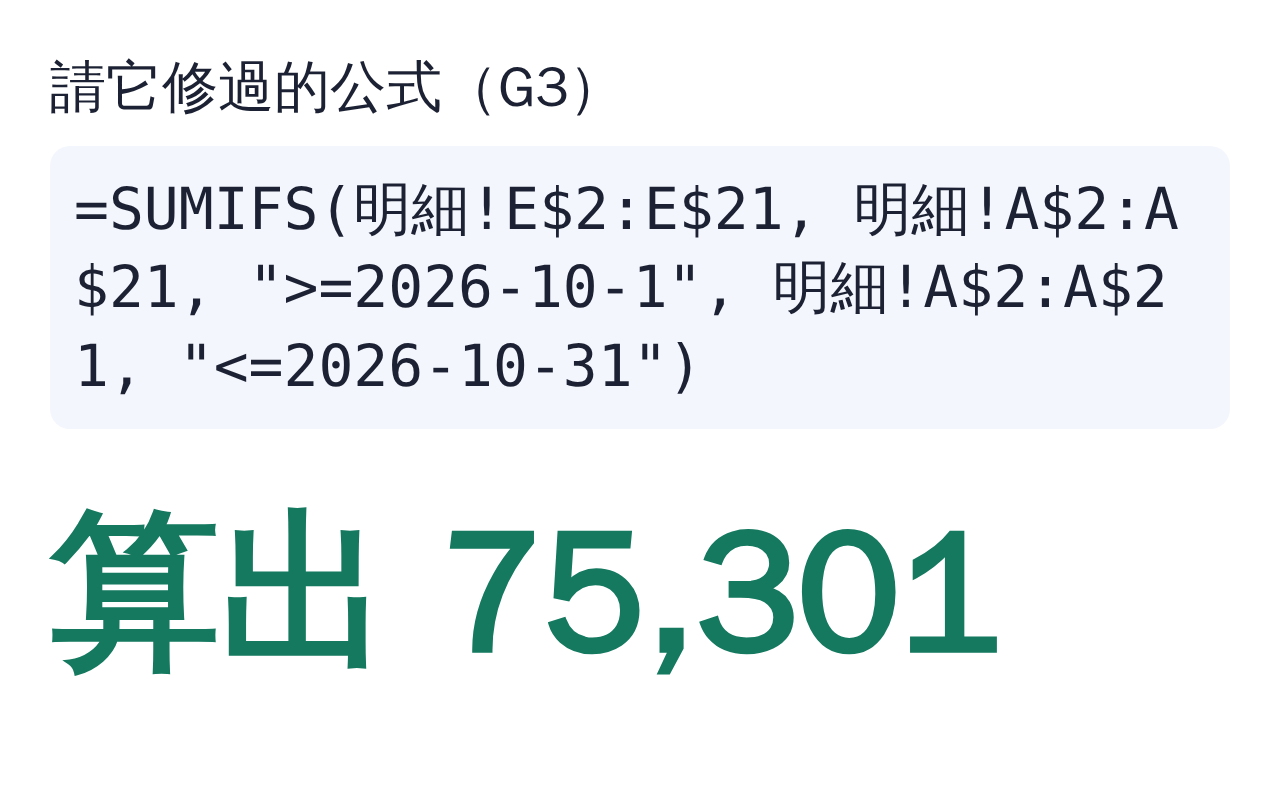 請它修過的公式（G3）
=SUMIFS(明細!E$2:E$21, 明細!A$2:A
$21, ">=2026-10-1", 明細!A$2:A$2
1, "<=2026-10-31")
算出 75,301